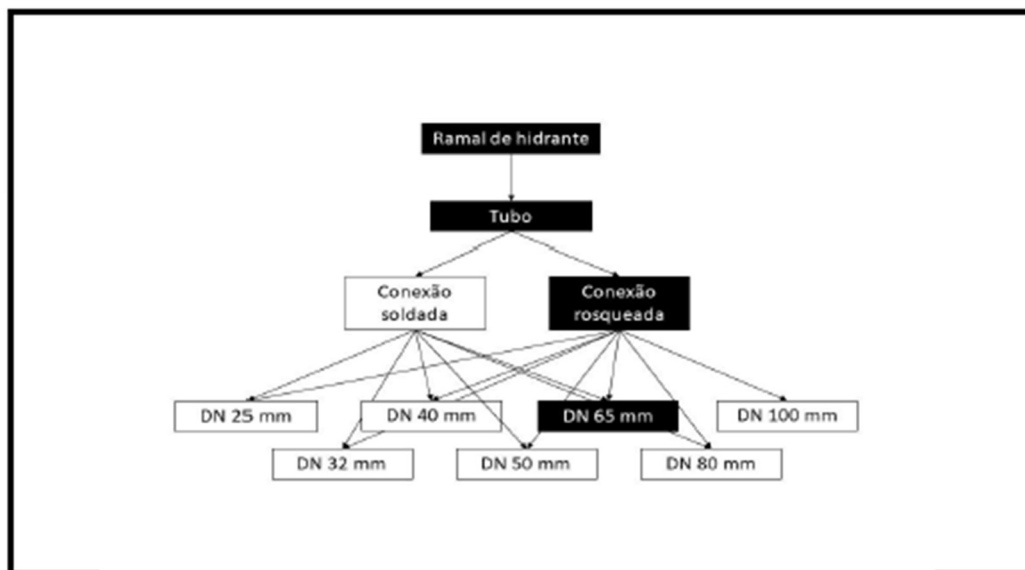 Ramal de hidrante
Tubo
Conexão
soldada
Conexão
rosqueada
DN 25 mm
DN 40 mm
DN 65 mm
DN 100 mm
DN 32 mm
DN 50 mm
DN 80 mm